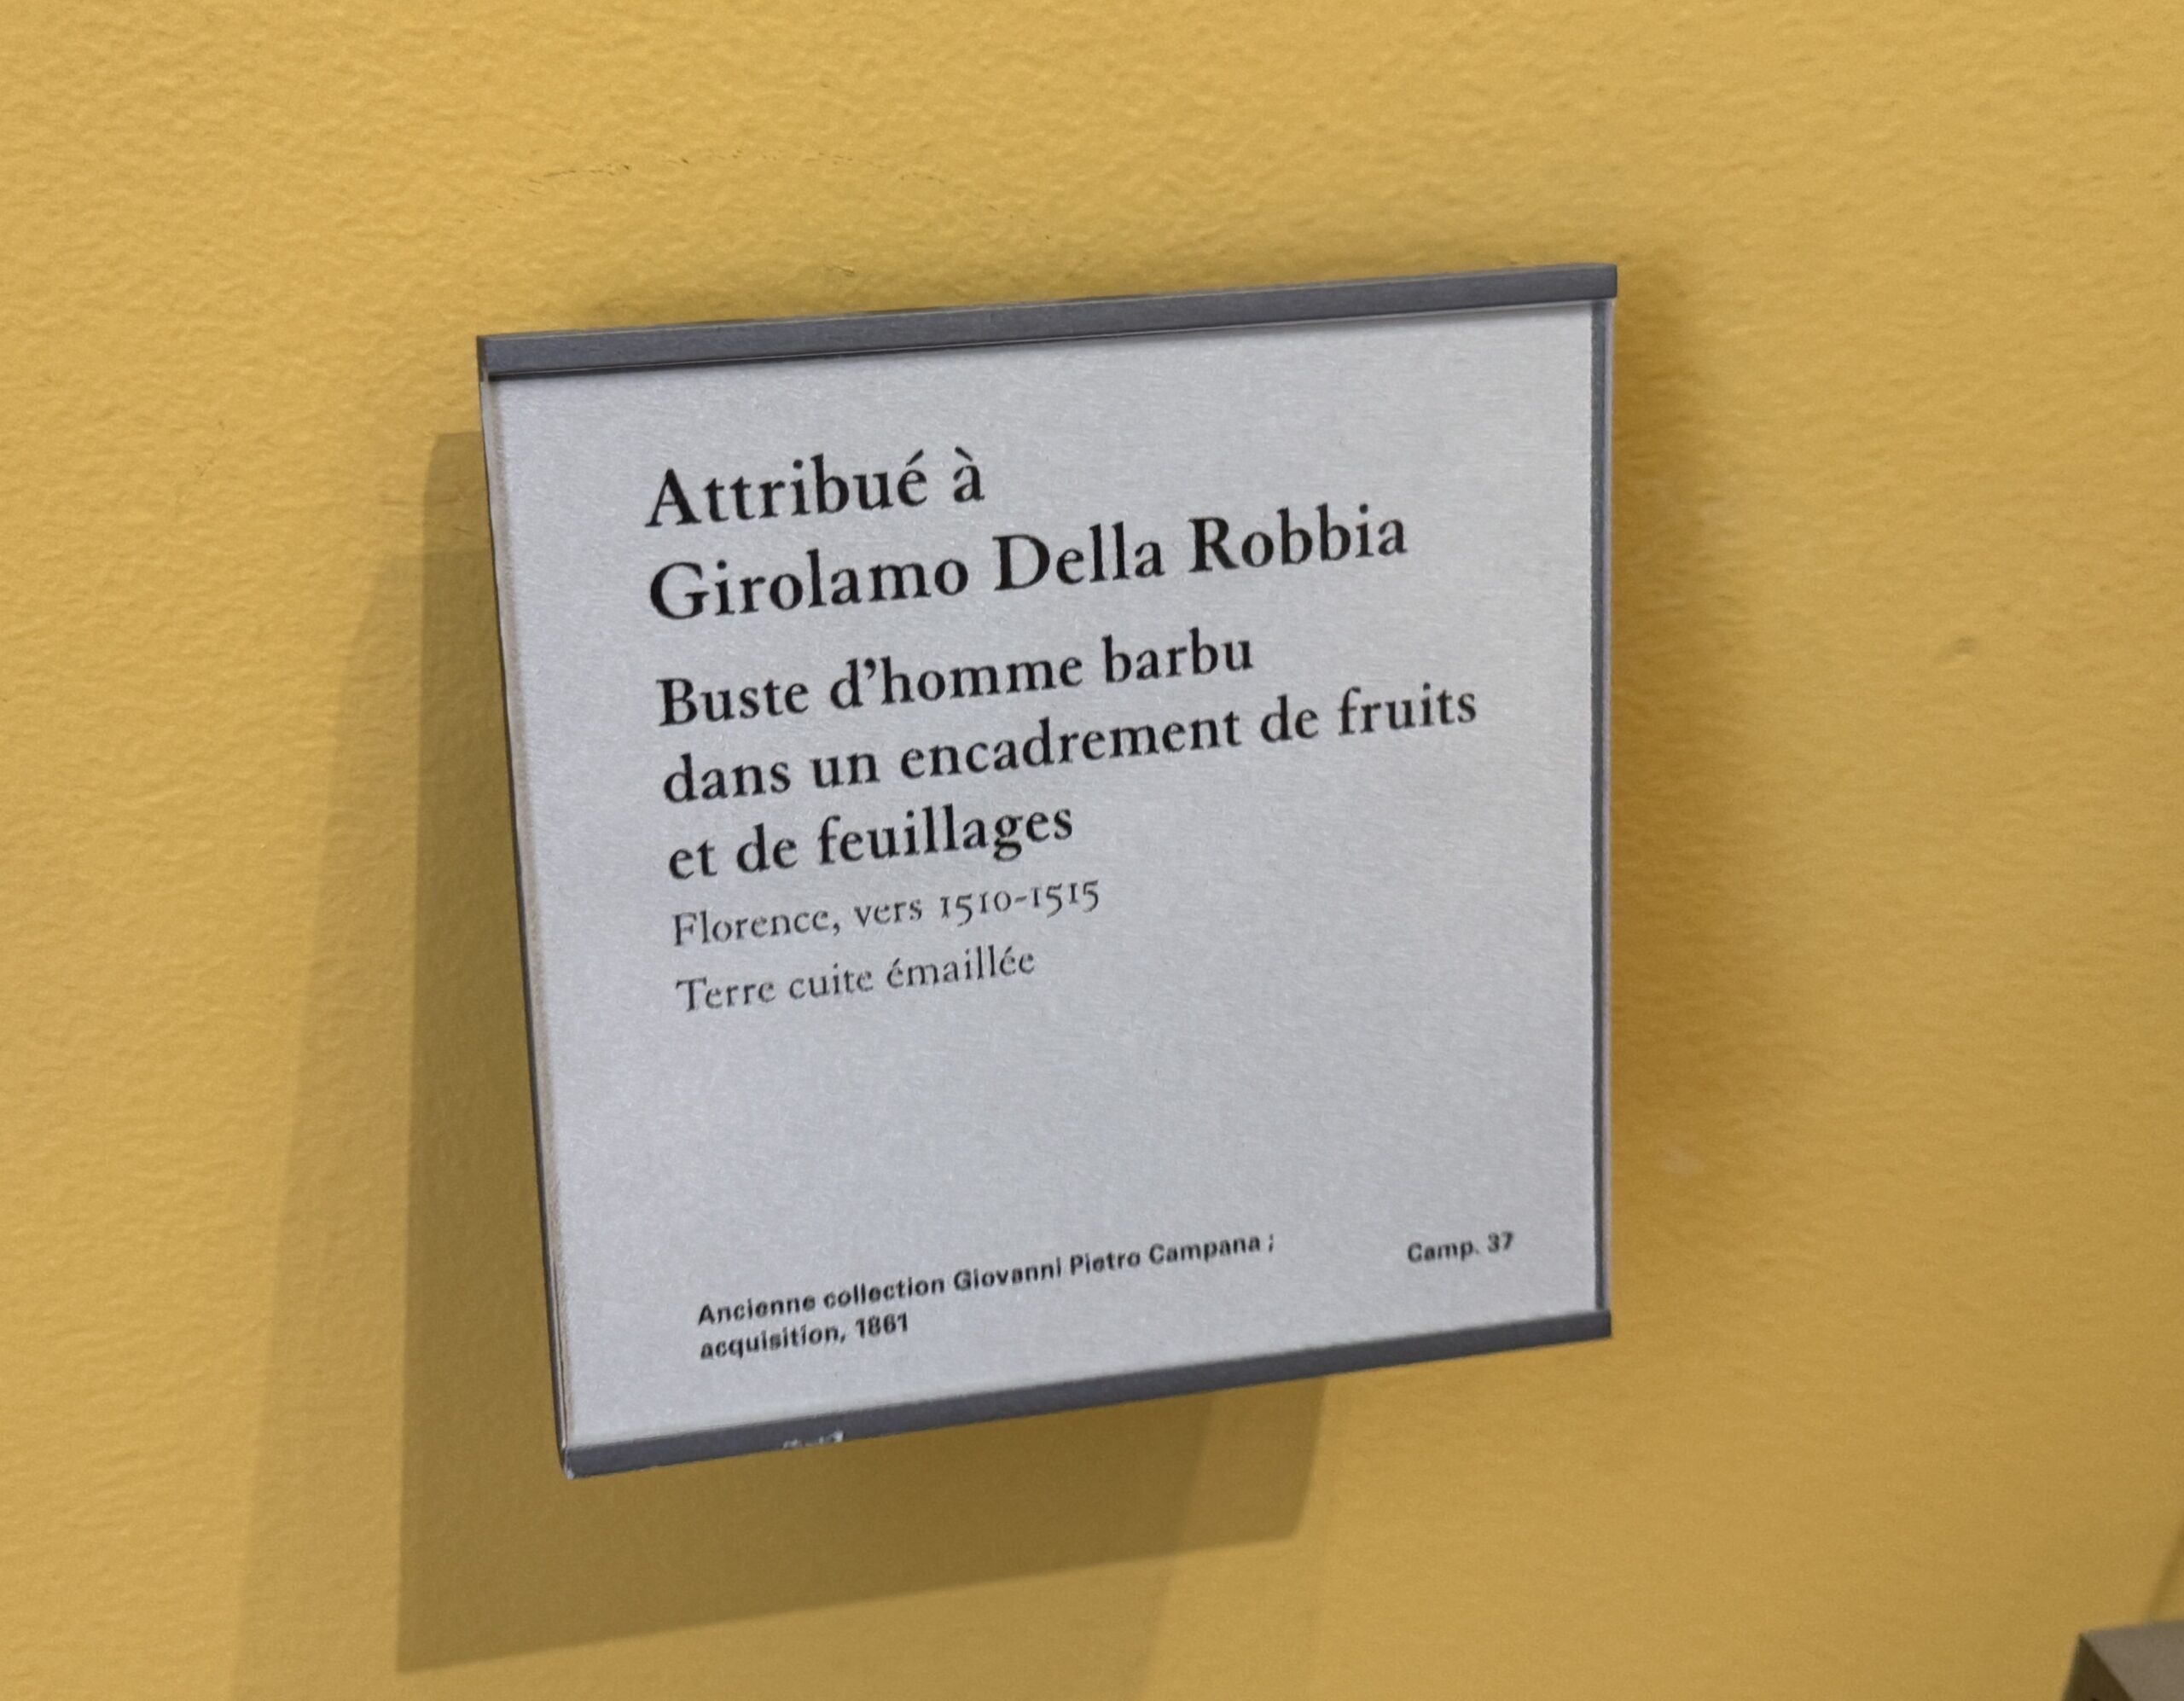 Attribué à
Girolamo Della Robbia
Buste d’homme barbu
dans un encadrement de fruits
et de feuillages
Florence, vers 1510-1515
Terre cuite émaillée
Ancienne collection Giovanni Pietro Campana ;
acquisition, 1861
Camp. 37